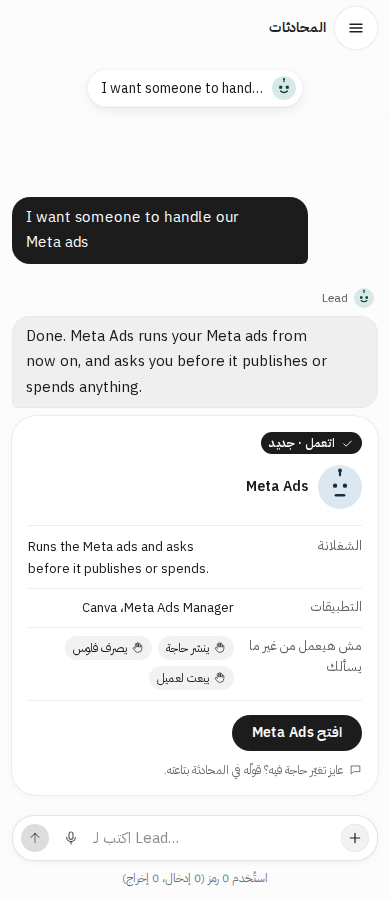 المحادثات
I want someone to hand…
I want someone to handle our
Meta ads
Lead
Done. Meta Ads runs your Meta ads from
now on, and asks you before it publishes or
spends anything.
اتعمل · جديد
Meta Ads
الشغلانة
Runs the Meta ads and asks
before it publishes or spends.
التطبيقات
Canva ،Meta Ads Manager
مش هيعمل من غير ما
يسألك
ينشر حاجة
يصرف فلوس
يبعت لعميل
افتح Meta Ads
عايز تغيّر حاجة فيه؟ قولّه في المحادثة بتاعته.
اكتب لـ Lead…
استُخدم 0 رمز (0 إدخال، 0 إخراج)